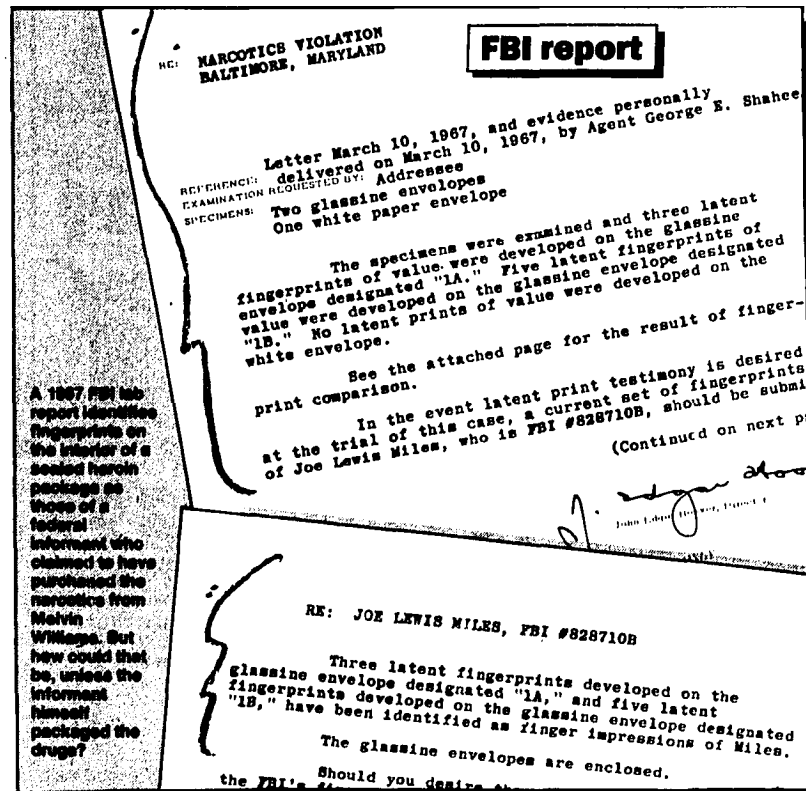 FBI report
RE: NARCOTICS VIOLATION
BALTIMORE, MARYLAND
REFERENCE: Letter March 10, 1967, and evidence personally
delivered on March 10, 1967, by Agent George E. Shahee
EXAMINATION REQUESTED BY: Addressee
SPECIMENS: Two glassine envelopes
One white paper envelope
The specimens were examined and three latent
fingerprints of value were developed on the glassine
envelope designated "1A." Five latent fingerprints of
value were developed on the glassine envelope designated
"1B." No latent prints of value were developed on the
white envelope.
See the attached page for the result of finger-
print comparison.
In the event latent print testimony is desired
at the trial of this case, a current set of fingerprints
of Joe Lewis Miles, who is FBI #828710B, should be submi
(Continued on next p
John Edgar Hoover, Director
A 1967 FBI lab
report identifies
fingerprints on
the interior of a
sealed heroin
package as
those of a
federal
informant who
claimed to have
purchased the
narcotics from
Melvin
Williams. But
how could that
be, unless the
informant
himself
packaged the
drugs?
RE: JOE LEWIS MILES, FBI #828710B
Three latent fingerprints developed on the
glassine envelope designated "1A," and five latent
fingerprints developed on the glassine envelope designated
"1B," have been identified as finger impressions of Miles.
The glassine envelopes are enclosed.
Should you desire
the FBI's